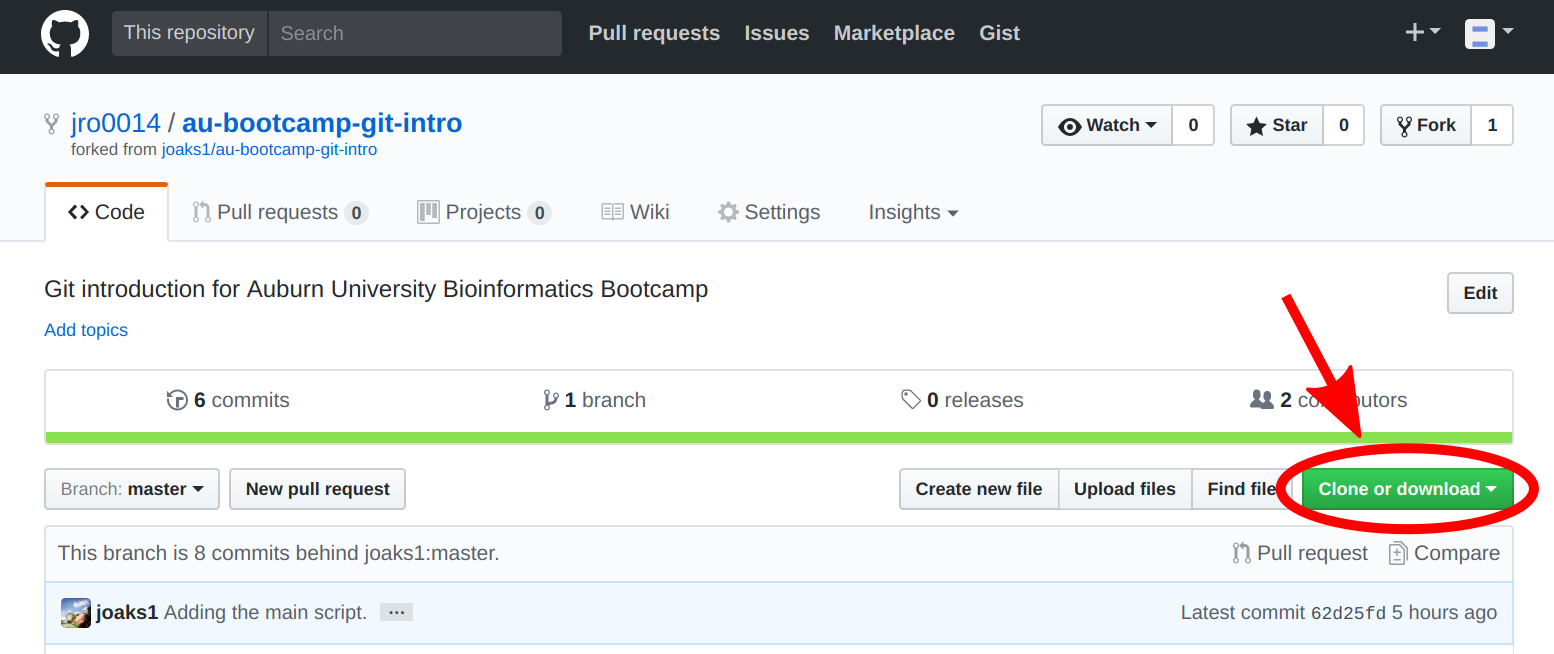 This repository Search Pull requests Issues Marketplace Gist
jro0014 / au-bootcamp-git-intro Watch 0 Star 0 Fork 1
forked from joaks1/au-bootcamp-git-intro
Code Pull requests 0 Projects 0 Wiki Settings Insights
Git introduction for Auburn University Bioinformatics Bootcamp Edit
Add topics
6 commits 1 branch 0 releases 2
Branch: master New pull request Create new file Upload files Find file Clone or download
This branch is 8 commits behind joaks1:master. Pull request Compare
joaks1 Adding the main script. ... Latest commit 62d25fd 5 hours ago